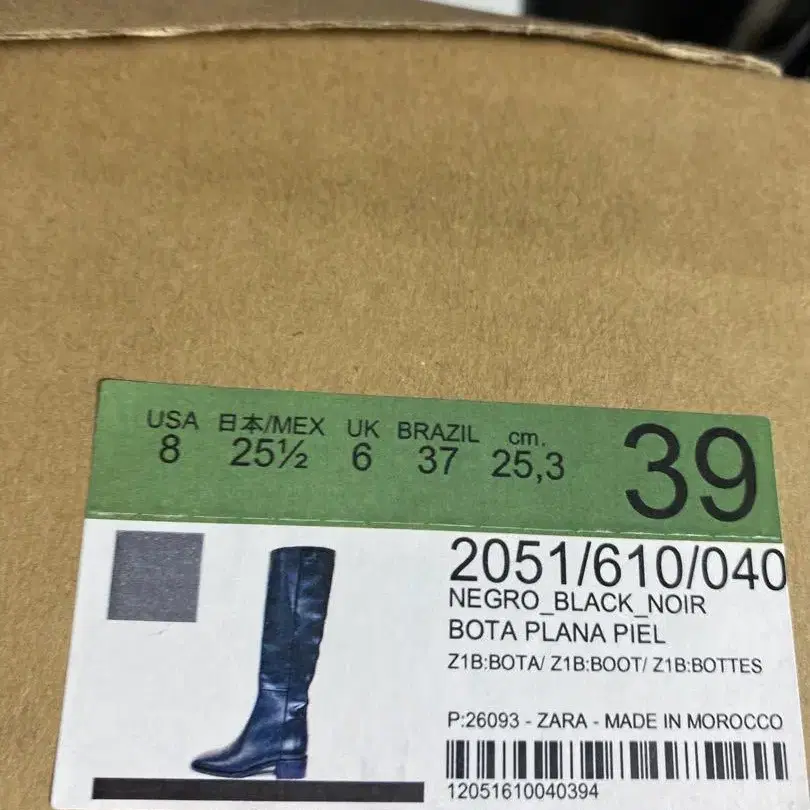 USA 日本/MEX UK BRAZIL cm.
8 25½ 6 37 25,3
39
2051/610/040
NEGRO_BLACK_NOIR
BOTA PLANA PIEL
Z1B:BOTA/ Z1B:BOOT/ Z1B:BOTTES
P:26093 - ZARA - MADE IN MOROCCO
12051610040394